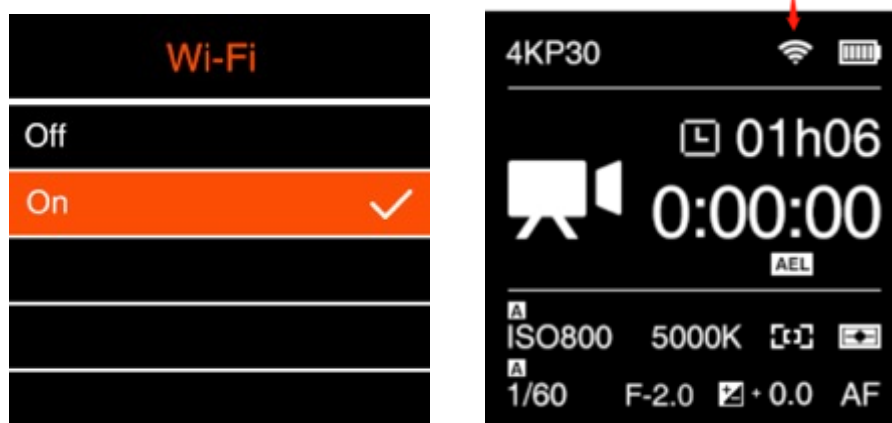 Wi-Fi
Off
On
4KP30
01h06
0:00:00
AEL
A
ISO800 5000K
A
1/60 F-2.0 +0.0 AF